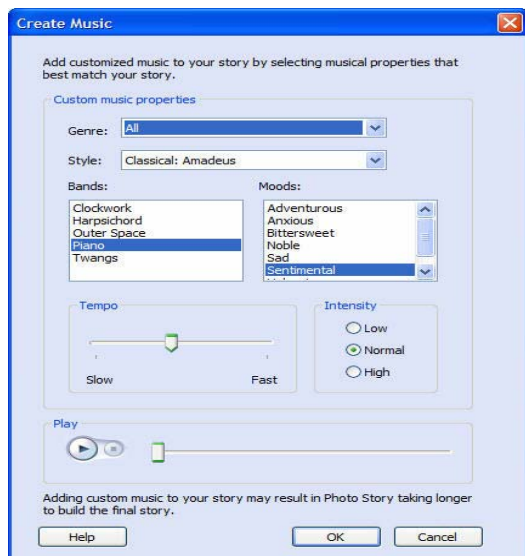 Create Music
Add customized music to your story by selecting musical properties that
best match your story.
Custom music properties
Genre: All
Style: Classical: Amadeus
Bands: Moods:
Clockwork
Harpsichord
Outer Space
Piano
Twangs
Adventurous
Anxious
Bittersweet
Noble
Sad
Sentimental
Tempo
Slow Fast
Intensity
Low
Normal
High
Play
Adding custom music to your story may result in Photo Story taking longer
to build the final story.
Help OK Cancel